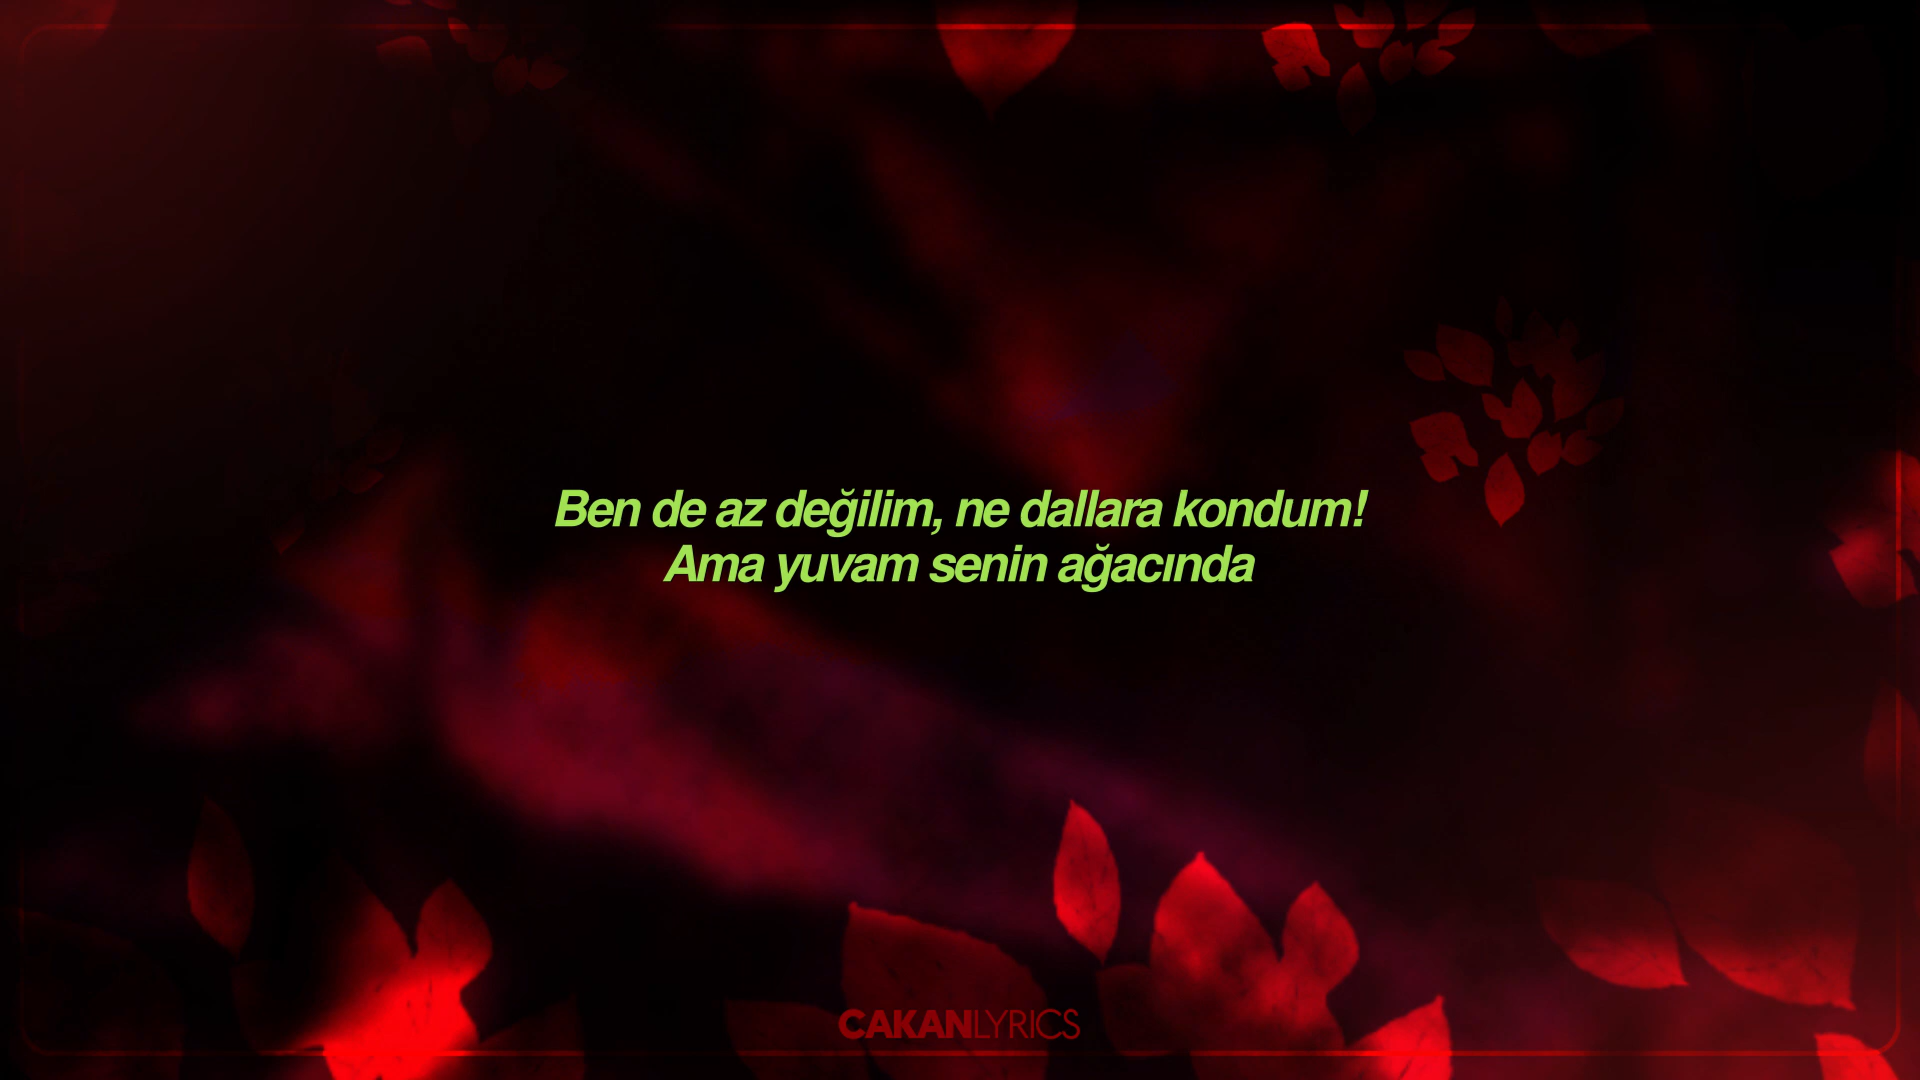 Ben de az değilim, ne dallara kondum!
Ama yuvam senin ağacında
CAKANLYRICS